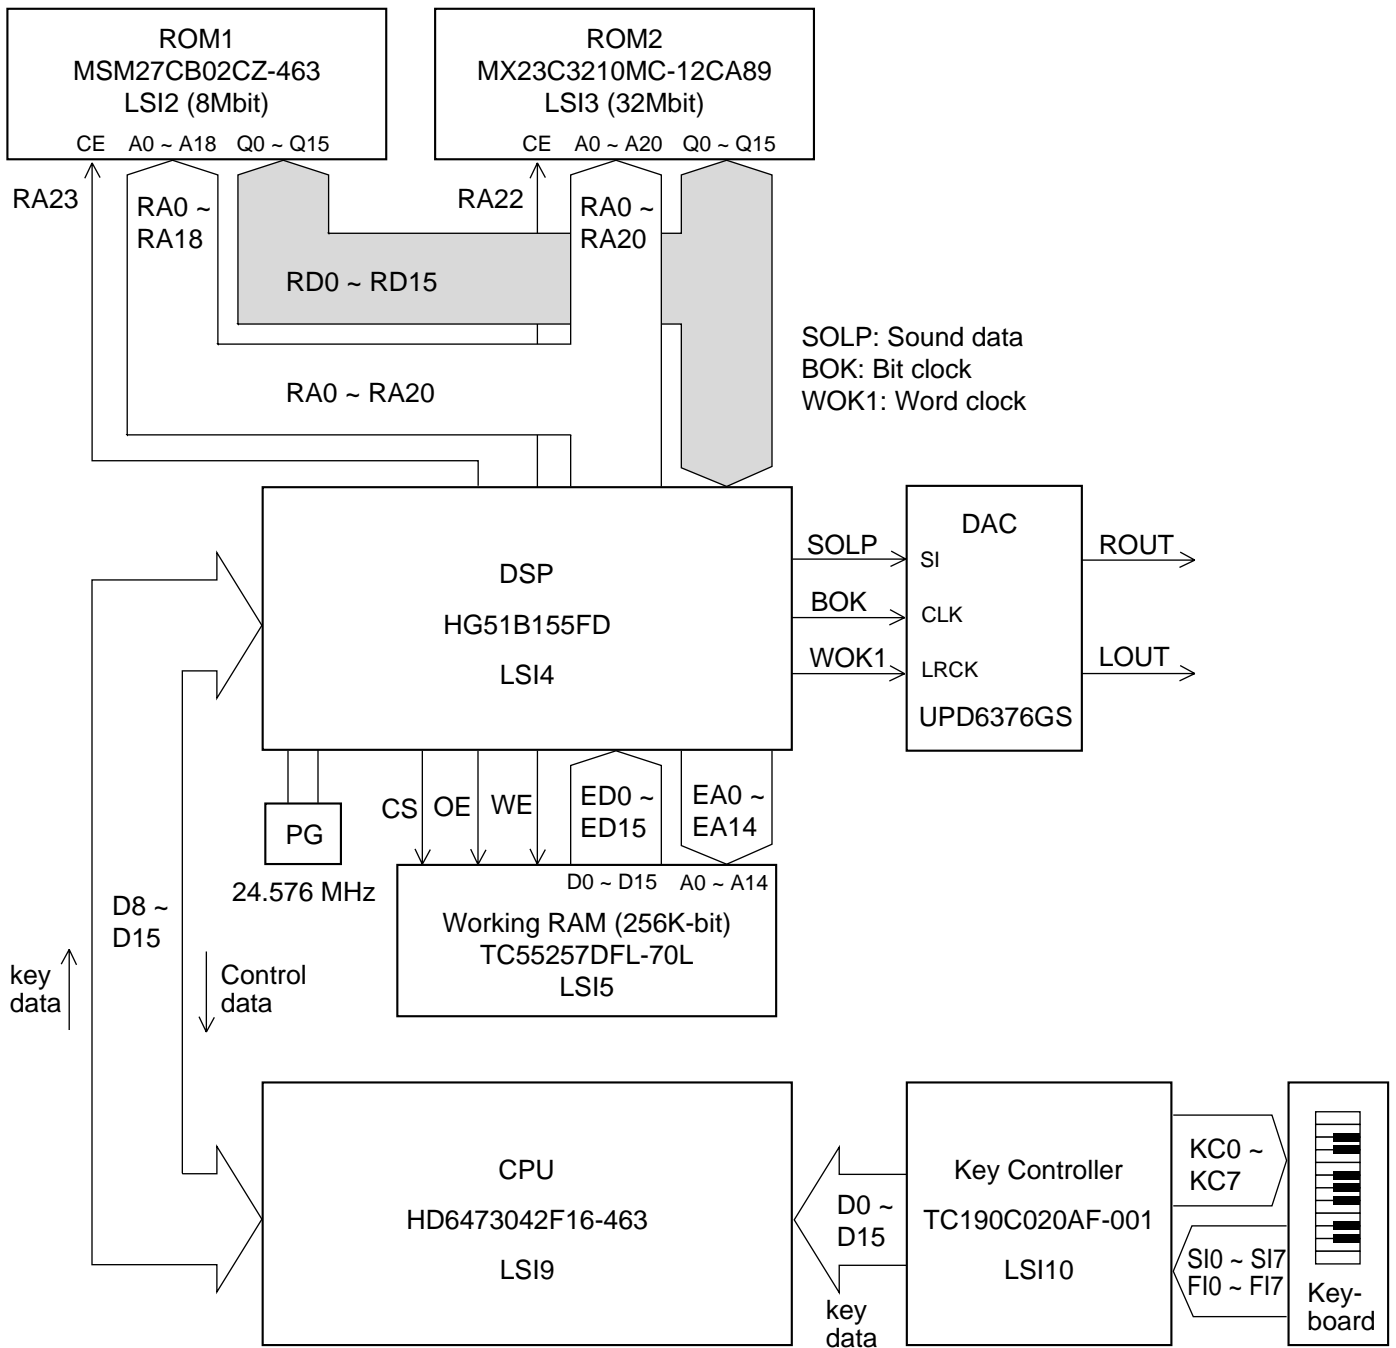 ROM1
MSM27CB02CZ-463
LSI2 (8Mbit)
CE A0 ~ A18 Q0 ~ Q15
ROM2
MX23C3210MC-12CA89
LSI3 (32Mbit)
CE A0 ~ A20 Q0 ~ Q15
RA23
RA0 ~
RA18
RA22
RA0 ~
RA20
RD0 ~ RD15
RA0 ~ RA20
SOLP: Sound data
BOK: Bit clock
WOK1: Word clock
DSP
HG51B155FD
LSI4
SOLP
BOK
WOK1
DAC
SI
CLK
LRCK
UPD6376GS
ROUT
LOUT
PG
24.576 MHz
CS
OE
WE
ED0 ~
ED15
EA0 ~
EA14
D0 ~ D15 A0 ~ A14
Working RAM (256K-bit)
TC55257DFL-70L
LSI5
D8 ~
D15
key
data
Control
data
CPU
HD6473042F16-463
LSI9
D0 ~
D15
key
data
Key Controller
TC190C020AF-001
LSI10
KC0 ~
KC7
SI0 ~ SI7
FI0 ~ FI7
Key-
board